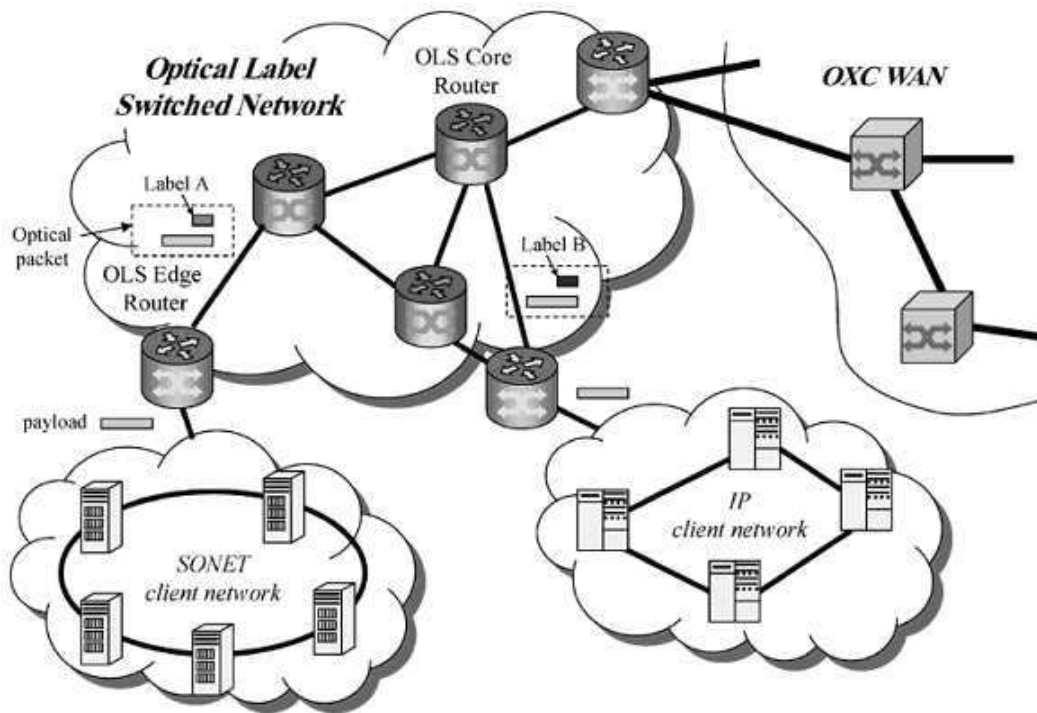 Optical Label
Switched Network
OLS Core
Router
OXC WAN
Label A
Optical
packet
OLS Edge
Router
Label B
payload
SONET
client network
IP
client network